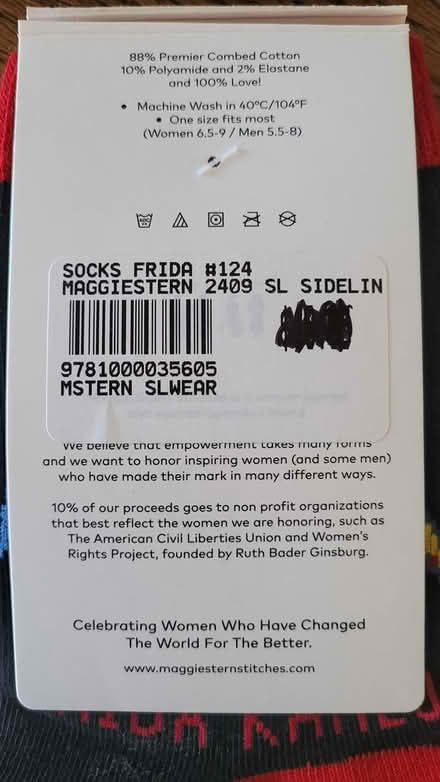 88% Premier Combed Cotton
10% Polyamide and 2% Elastane
and 100% Love!
• Machine Wash in 40°C/104°F
• One size fits most
(Women 6.5-9 / Men 5.5-8)
SOCKS FRIDA #124
MAGGIESTERN 2409 SL SIDELIN
9781000035605
MSTERN SLWEAR
We believe that empowerment takes many forms
and we want to honor inspiring women (and some men)
who have made their mark in many different ways.
10% of our proceeds goes to non profit organizations
that best reflect the women we are honoring, such as
The American Civil Liberties Union and Women's
Rights Project, founded by Ruth Bader Ginsburg.
Celebrating Women Who Have Changed
The World For The Better.
www.maggiesternstitches.com
FRIDA KAHLO